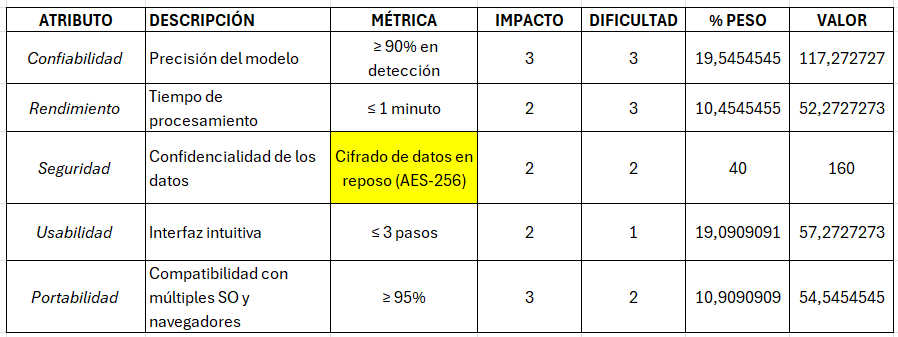 ATRIBUTO DESCRIPCIÓN MÉTRICA IMPACTO DIFICULTAD % PESO VALOR
Confiabilidad Precisión del modelo ≥ 90% en detección 3 3 19,5454545 117,272727
Rendimiento Tiempo de procesamiento ≤ 1 minuto 2 3 10,4545455 52,2727273
Seguridad Confidencialidad de los datos Cifrado de datos en reposo (AES-256) 2 2 40 160
Usabilidad Interfaz intuitiva ≤ 3 pasos 2 1 19,0909091 57,2727273
Portabilidad Compatibilidad con múltiples SO y navegadores ≥ 95% 3 2 10,9090909 54,5454545